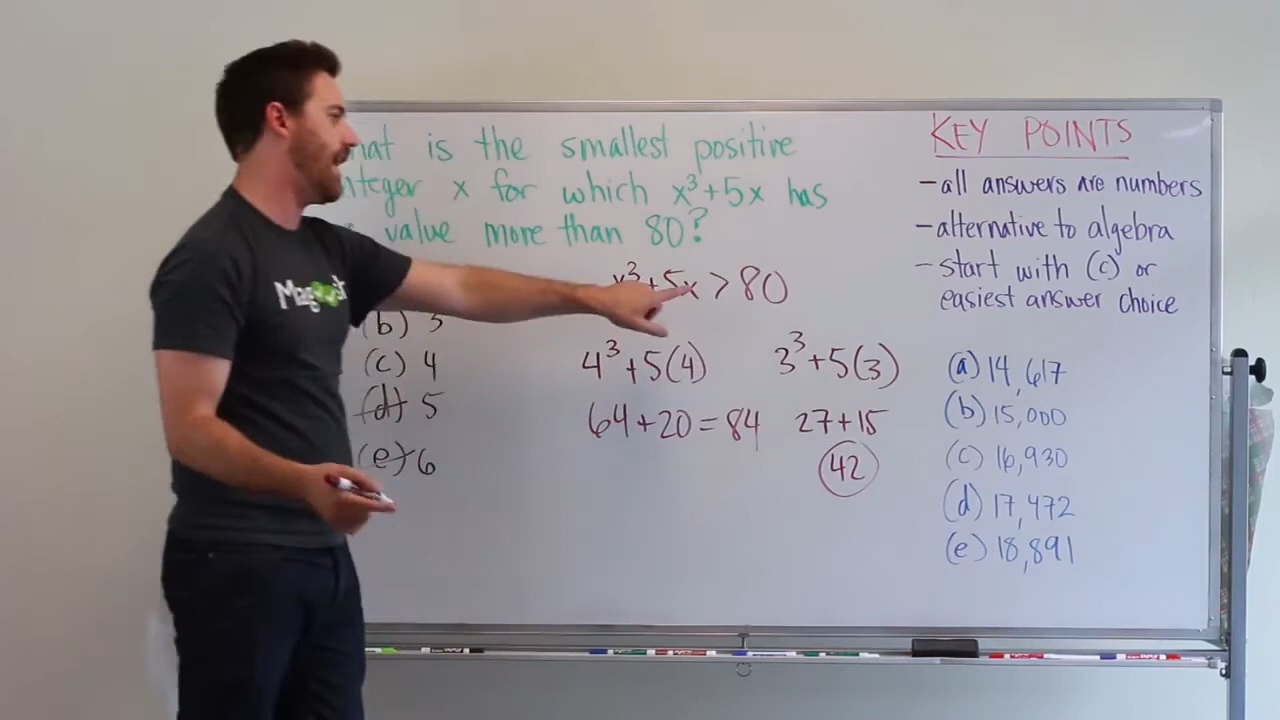 is the smallest positive
integer x for which x³+5x has
value more than 80?
x³+5x > 80
(b) 3
(c) 4
(d) 5
(e) 6
4³+5(4)
64+20=84
3³+5(3)
27+15
42
KEY POINTS
-all answers are numbers
-alternative to algebra
-start with (c) or
easiest answer choice
(a) 14,617
(b) 15,000
(c) 16,930
(d) 17,472
(e) 18,891